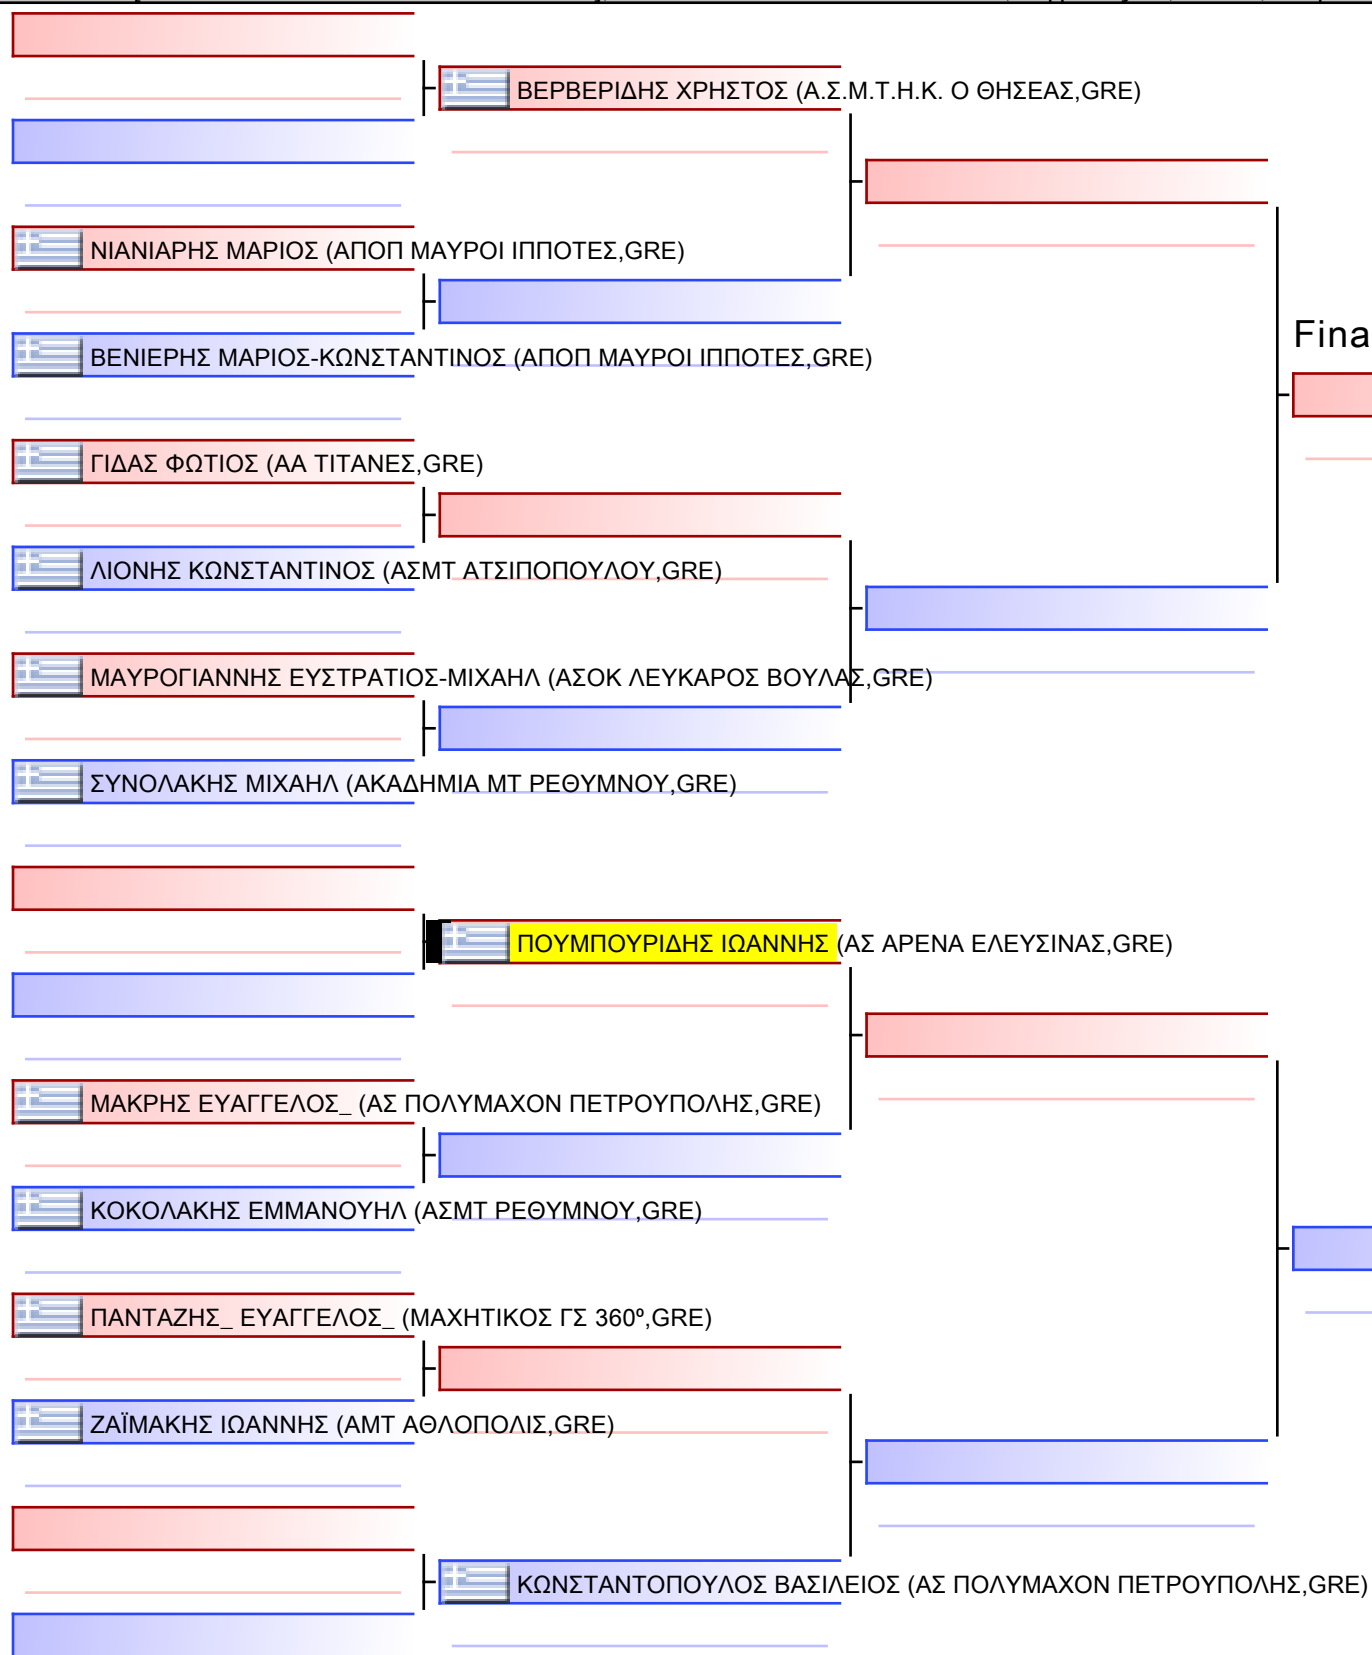 ΒΕΡΒΕΡΙΔΗΣ ΧΡΗΣΤΟΣ (Α.Σ.Μ.Τ.Η.Κ. Ο ΘΗΣΕΑΣ,GRE)
ΝΙΑΝΙΑΡΗΣ ΜΑΡΙΟΣ (ΑΠΟΠ ΜΑΥΡΟΙ ΙΠΠΟΤΕΣ,GRE)
Fina
ΒΕΝΙΕΡΗΣ ΜΑΡΙΟΣ-ΚΩΝΣΤΑΝΤΙΝΟΣ (ΑΠΟΠ ΜΑΥΡΟΙ ΙΠΠΟΤΕΣ,GRE)
ΓΙΔΑΣ ΦΩΤΙΟΣ (ΑΑ ΤΙΤΑΝΕΣ,GRE)
ΛΙΟΝΗΣ ΚΩΝΣΤΑΝΤΙΝΟΣ (ΑΣΜΤ ΑΤΣΙΠΟΠΟΥΛΟΥ,GRE)
ΜΑΥΡΟΓΙΑΝΝΗΣ ΕΥΣΤΡΑΤΙΟΣ-ΜΙΧΑΗΛ (ΑΣΟΚ ΛΕΥΚΑΡΟΣ ΒΟΥΛΑΣ,GRE)
ΣΥΝΟΛΑΚΗΣ ΜΙΧΑΗΛ (ΑΚΑΔΗΜΙΑ ΜΤ ΡΕΘΥΜΝΟΥ,GRE)
ΠΟΥΜΠΟΥΡΙΔΗΣ ΙΩΑΝΝΗΣ (ΑΣ ΑΡΕΝΑ ΕΛΕΥΣΙΝΑΣ,GRE)
ΜΑΚΡΗΣ ΕΥΑΓΓΕΛΟΣ_ (ΑΣ ΠΟΛΥΜΑΧΟΝ ΠΕΤΡΟΥΠΟΛΗΣ,GRE)
ΚΟΚΟΛΑΚΗΣ ΕΜΜΑΝΟΥΗΛ (ΑΣΜΤ ΡΕΘΥΜΝΟΥ,GRE)
ΠΑΝΤΑΖΗΣ_ ΕΥΑΓΓΕΛΟΣ_ (ΜΑΧΗΤΙΚΟΣ ΓΣ 360º,GRE)
ΖΑΪΜΑΚΗΣ ΙΩΑΝΝΗΣ (ΑΜΤ ΑΘΛΟΠΟΛΙΣ,GRE)
ΚΩΝΣΤΑΝΤΟΠΟΥΛΟΣ ΒΑΣΙΛΕΙΟΣ (ΑΣ ΠΟΛΥΜΑΧΟΝ ΠΕΤΡΟΥΠΟΛΗΣ,GRE)